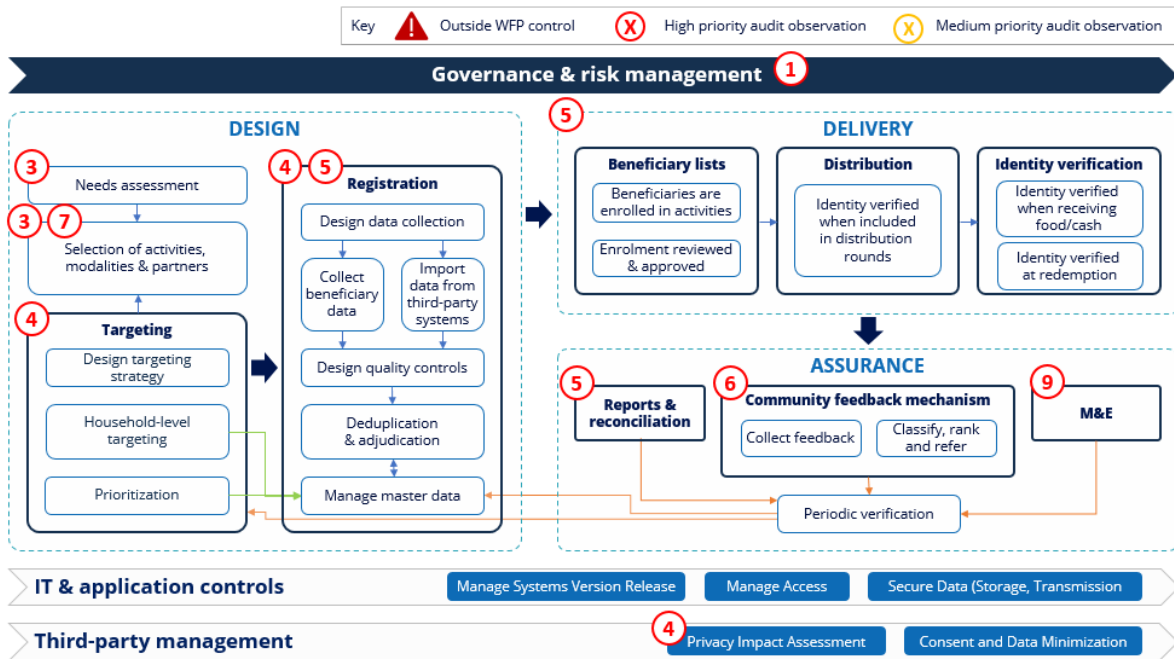 Key
Outside WFP control
X
High priority audit observation
X
Medium priority audit observation
Governance & risk management
1
DESIGN
3
Needs assessment
3
7
Selection of activities,
modalities & partners
4
Targeting
Design targeting
strategy
Household-level
targeting
Prioritization
4
5
Registration
Design data collection
Collect
beneficiary
data
Import
data from
third-party
systems
Design quality controls
Deduplication
& adjudication
Manage master data
5
DELIVERY
Beneficiary lists
Beneficiaries are
enrolled in activities
Enrolment reviewed
& approved
Distribution
Identity verified
when included
in distribution
rounds
Identity verification
Identity verified
when receiving
food/cash
Identity verified
at redemption
ASSURANCE
5
Reports &
reconciliation
6
Community feedback mechanism
Collect feedback
Classify, rank
and refer
9
M&E
Periodic verification
IT & application controls
Manage Systems Version Release
Manage Access
Secure Data (Storage, Transmission
Third-party management
4
Privacy Impact Assessment
Consent and Data Minimization